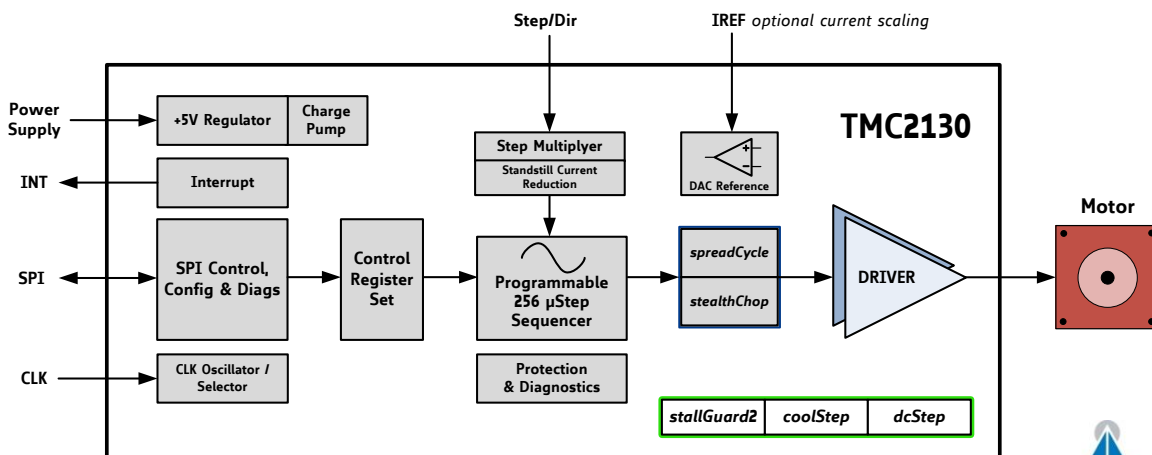 Step/Dir
IREF optional current scaling
Power
Supply
+5V Regulator
Charge
Pump
TMC2130
Step Multiplyer
Standstill Current
Reduction
+
−
DAC Reference
INT
Interrupt
Motor
SPI
SPI Control,
Config & Diags
Control
Register
Set
Programmable
256 µStep
Sequencer
spreadCycle
stealthChop
DRIVER
CLK
CLK Oscillator /
Selector
Protection
& Diagnostics
stallGuard2
coolStep
dcStep